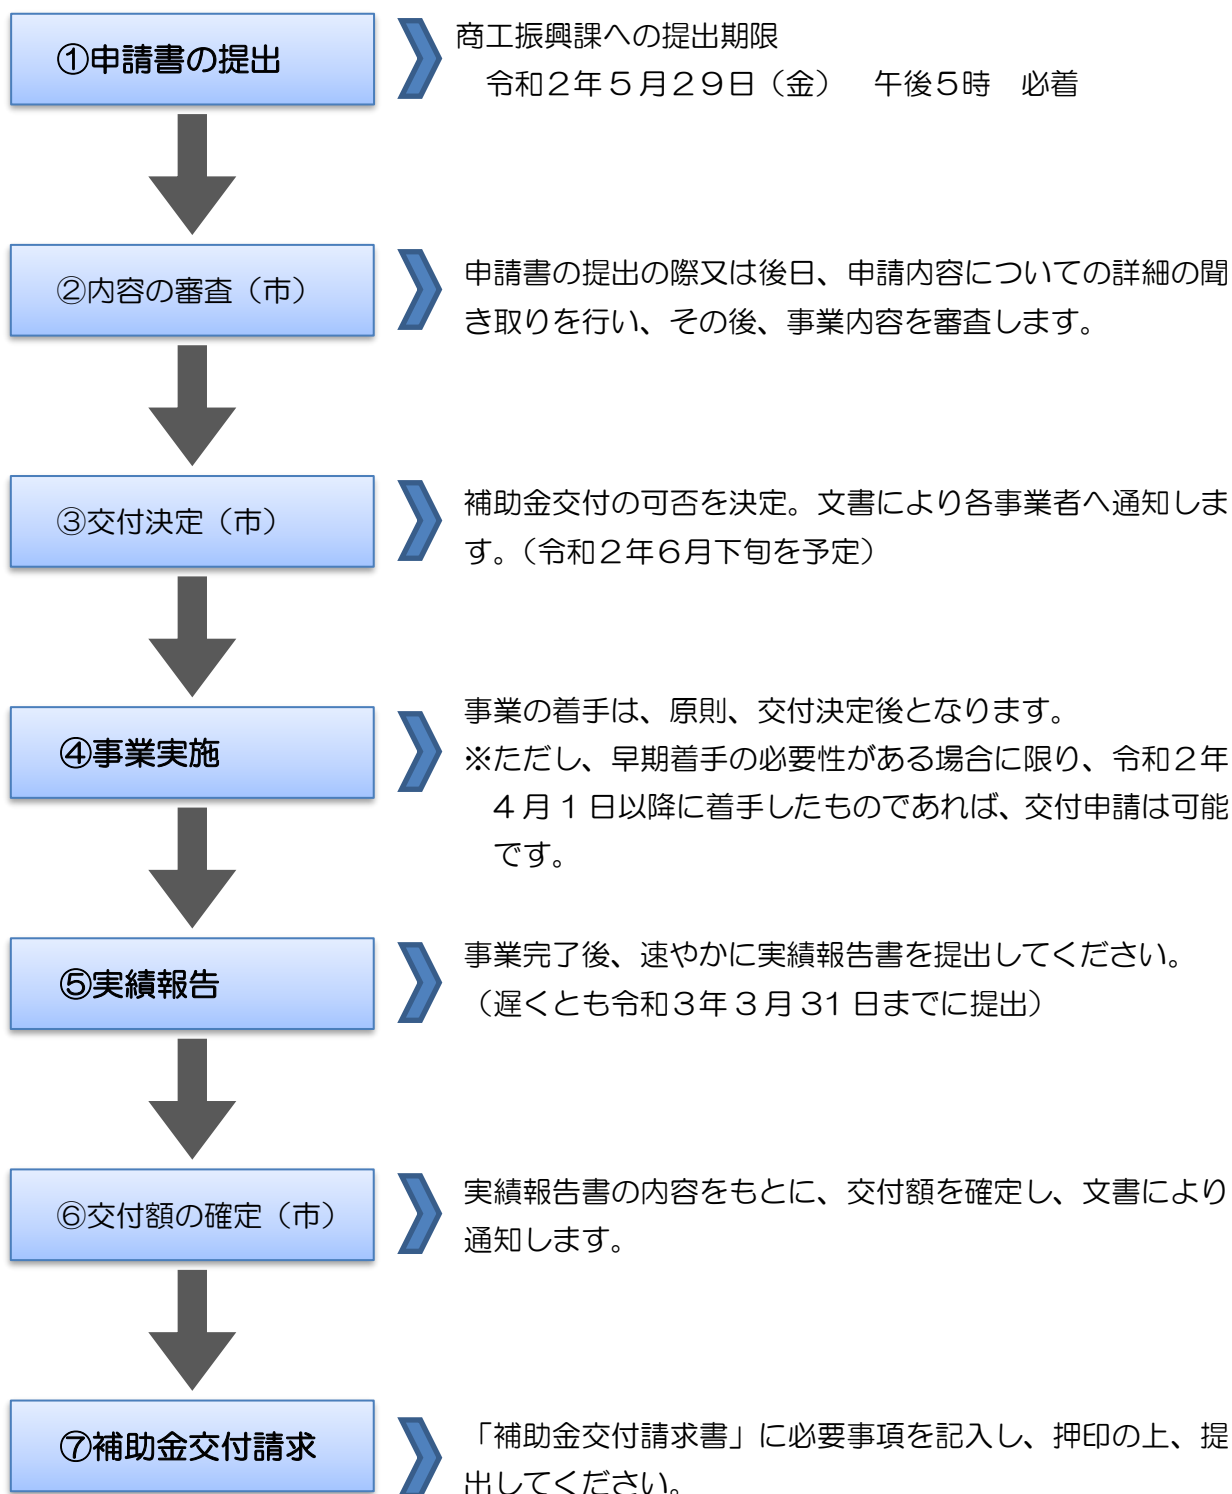 ①申請書の提出
商工振興課への提出期限
令和２年５月２９日（金）　午後５時　必着
②内容の審査（市）
申請書の提出の際又は後日、申請内容についての詳細の聞
き取りを行い、その後、事業内容を審査します。
③交付決定（市）
補助金交付の可否を決定。文書により各事業者へ通知しま
す。（令和２年６月下旬を予定）
④事業実施
事業の着手は、原則、交付決定後となります。
※ただし、早期着手の必要性がある場合に限り、令和２年
４月１日以降に着手したものであれば、交付申請は可能
です。
⑤実績報告
事業完了後、速やかに実績報告書を提出してください。
（遅くとも令和３年３月31日までに提出）
⑥交付額の確定（市）
実績報告書の内容をもとに、交付額を確定し、文書により
通知します。
⑦補助金交付請求
「補助金交付請求書」に必要事項を記入し、押印の上、提
出してください。